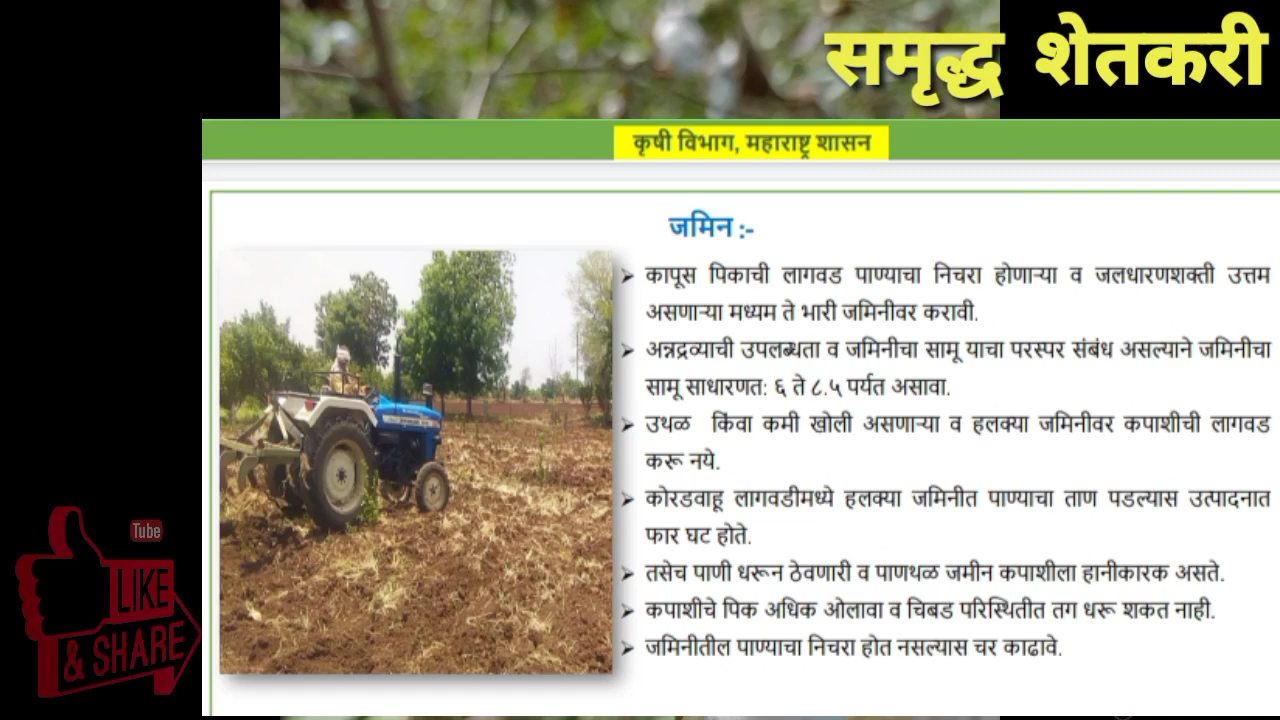 समृद्ध शेतकरी
कृषी विभाग, महाराष्ट्र शासन
जमिन :-
➢ कापूस पिकाची लागवड पाण्याचा निचरा होणाऱ्या व जलधारणशक्ती उत्तम
असणाऱ्या मध्यम ते भारी जमिनीवर करावी.
➢ अन्नद्रव्याची उपलब्धता व जमिनीचा सामू याचा परस्पर संबंध असल्याने जमिनीचा
सामू साधारणत: ६ ते ८.५ पर्यत असावा.
➢ उथळ किंवा कमी खोली असणाऱ्या व हलक्या जमिनीवर कपाशीची लागवड
करू नये.
➢ कोरडवाहू लागवडीमध्ये हलक्या जमिनीत पाण्याचा ताण पडल्यास उत्पादनात
फार घट होते.
➢ तसेच पाणी धरून ठेवणारी व पाणथळ जमीन कपाशीला हानीकारक असते.
➢ कपाशीचे पिक अधिक ओलावा व चिबड परिस्थितीत तग धरू शकत नाही.
➢ जमिनीतील पाण्याचा निचरा होत नसल्यास चर काढावे.
Tube
LIKE
& SHARE